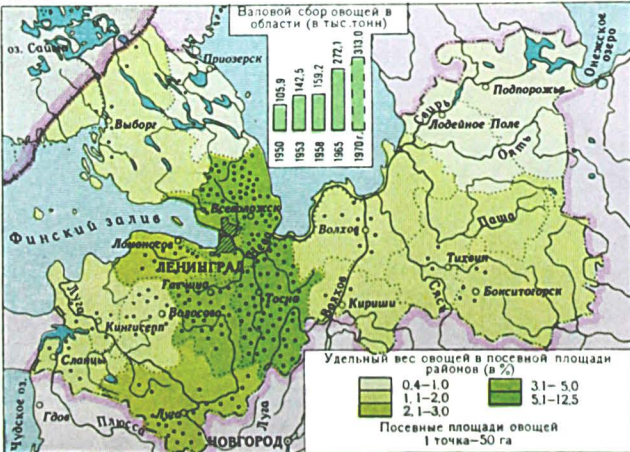 Валовой сбор овощей в
области (в тыс. тонн)
105,9
142,5
159,2
272,1
313,0
1950
1953
1958
1965
1970 г.
оз. Сайма
Приозерск
Выборг
Онежское
озеро
Подпорожье
Свирь
Лодейное Поле
Оять
Финский залив
Всеволожск
Ломоносов
ЛЕНИНГРАД
Нева
Волхов
Паша
Тихвин
Гатчина
Тосно
Волхов
Кириши
Сясь
Бокситогорск
Луга
Волосово
Кингисепп
Сланцы
Чудское оз.
Гдов
Плюсса
Луга
Луга
НОВГОРОД
Удельный вес овощей в посевной площади
районов (в %)
0,4—1,0
1,1—2,0
2,1—3,0
3,1—5,0
5,1—12,5
Посевные площади овощей
1 точка—50 га